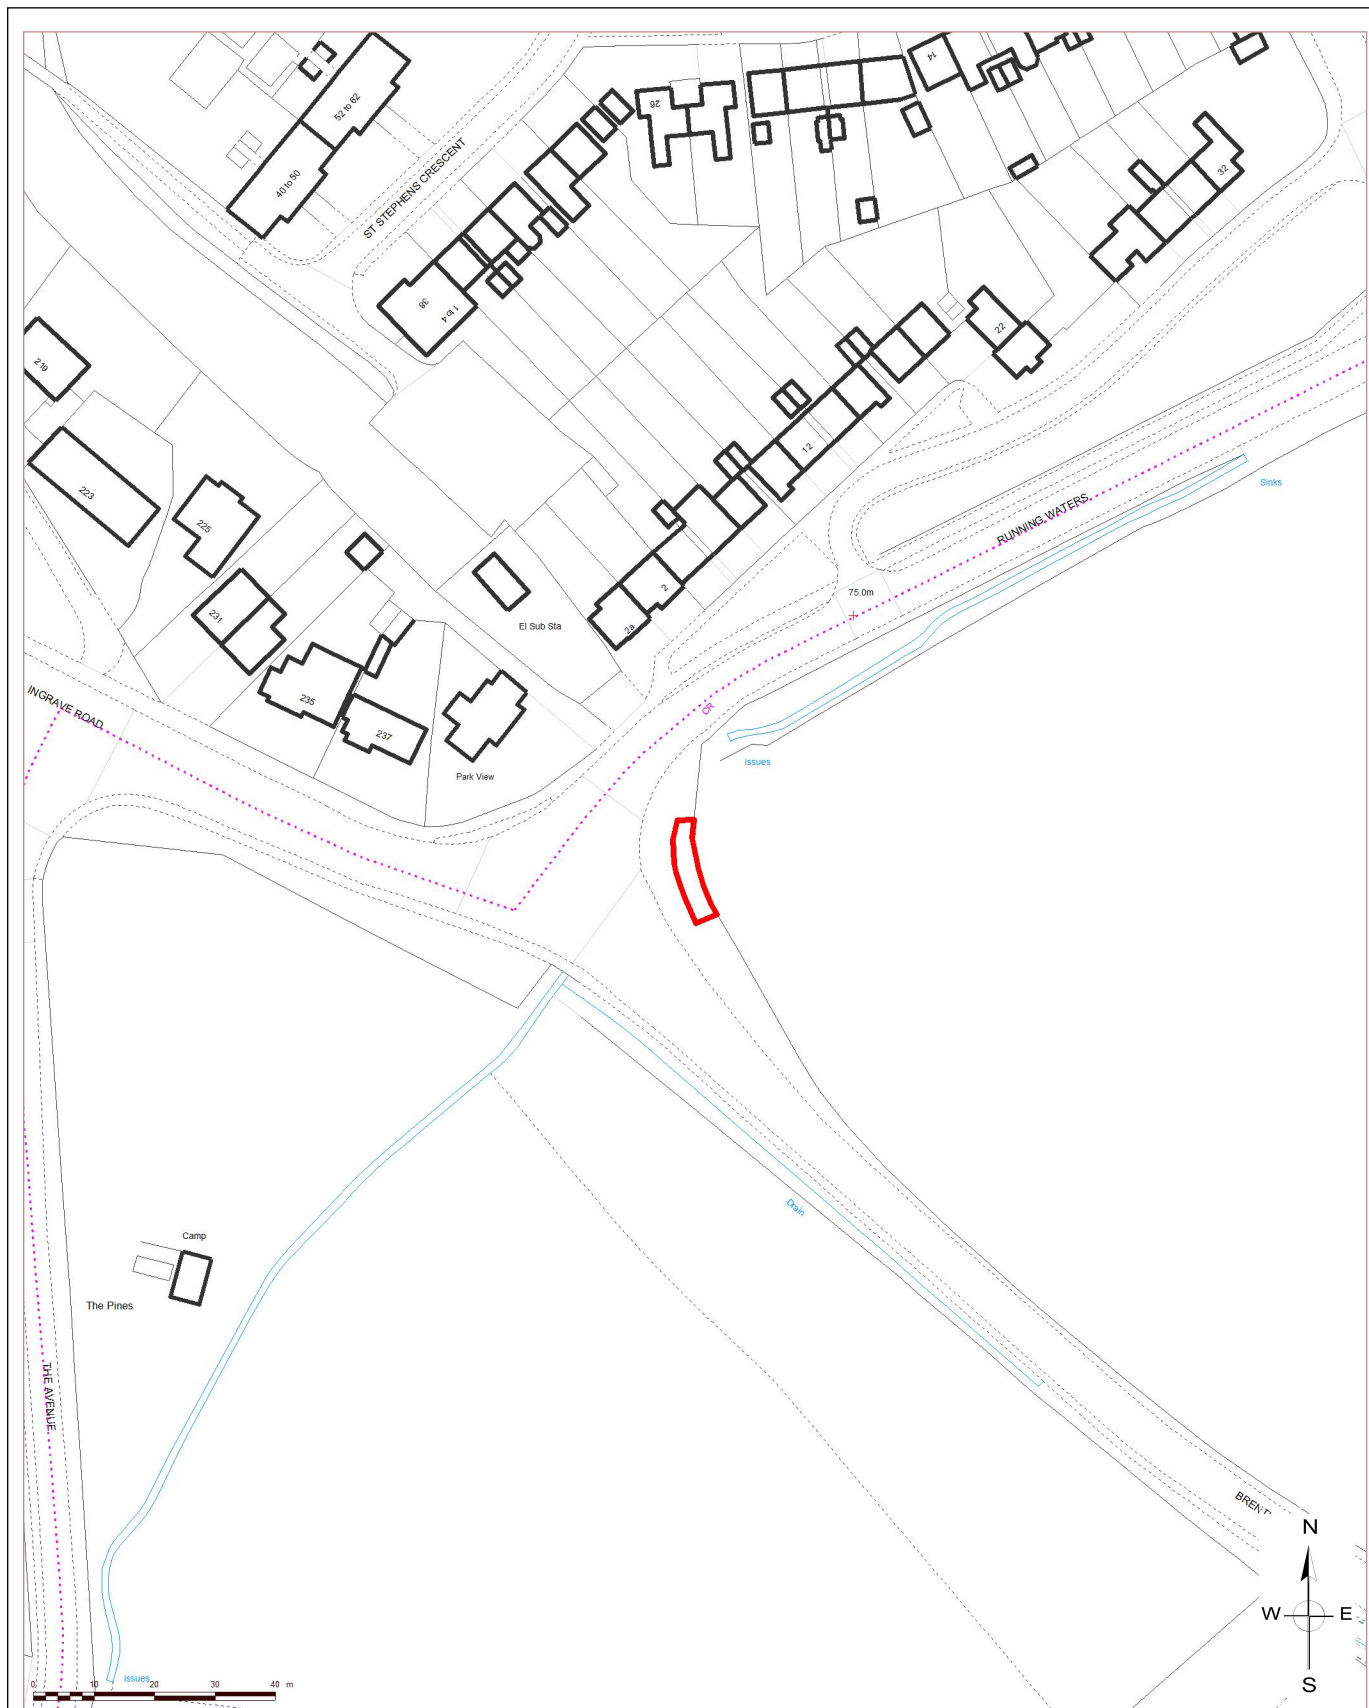 14
26
52 to 62
40 to 50
ST STEPHENS CRESCENT
32
38
1 to 4
22
219
12
223
225
RUNNING WATERS
Sinks
75.0m
231
2
El Sub Sta
2a
INGRAVE ROAD
235
237
CR
Park View
Issues
Drain
Camp
The Pines
THE AVENUE
N
W E
S
Issues
0 10 20 30 40 m